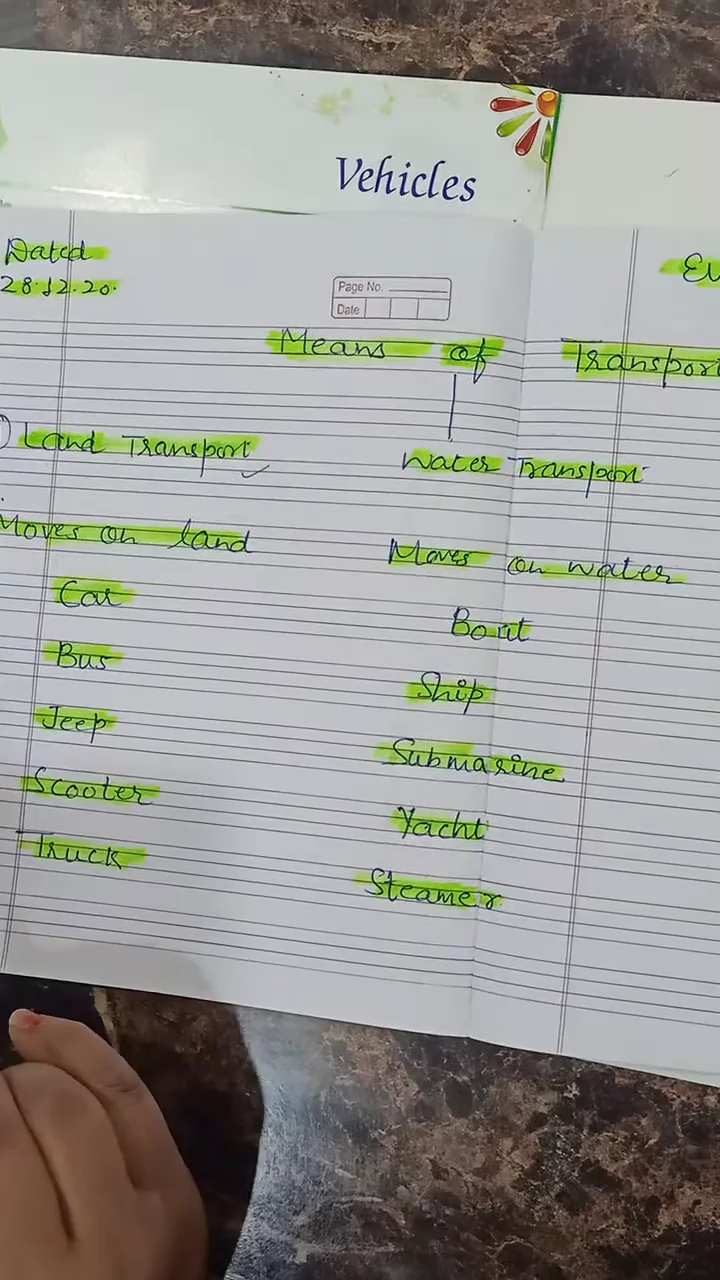 Vehicles
Dated
28.12.20.
Page No.
Date
Means of Transport
Land Transport
Water Transport
Moves on land
Moves on water
Car
Boat
Bus
Ship
Jeep
Submarine
Scooter
Yacht
Truck
Steamer